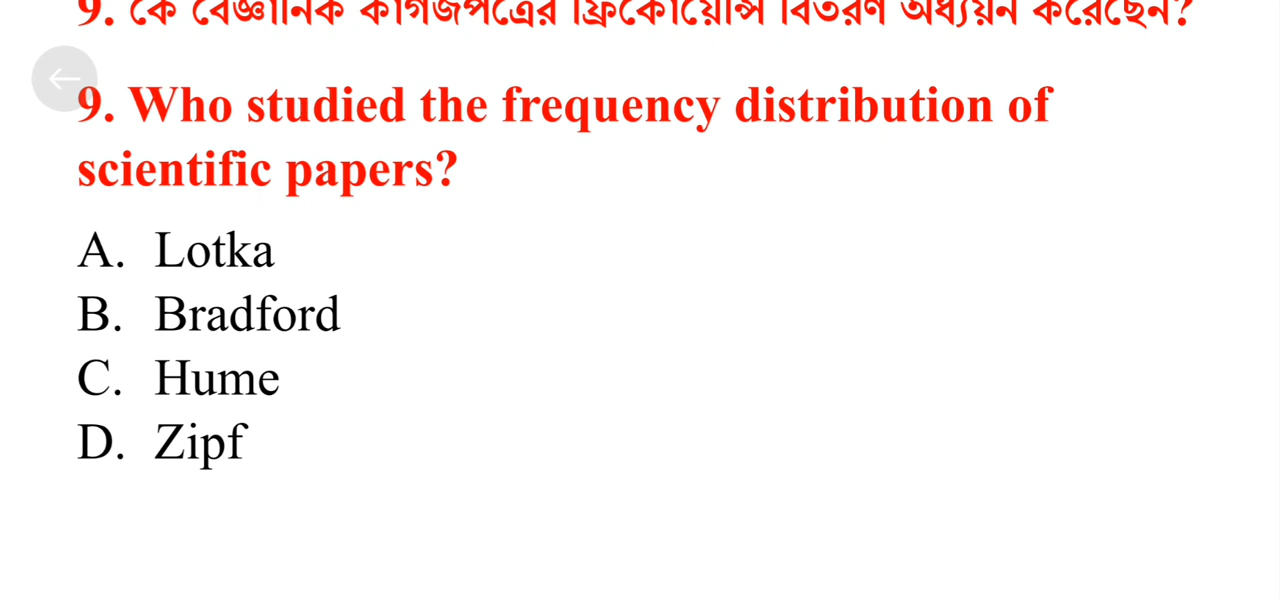 9. কে বৈজ্ঞানিক কাগজপত্রের ফ্রিকোয়েন্সি বিতরণ অধ্যয়ন করেছেন?
9. Who studied the frequency distribution of
scientific papers?
A. Lotka
B. Bradford
C. Hume
D. Zipf